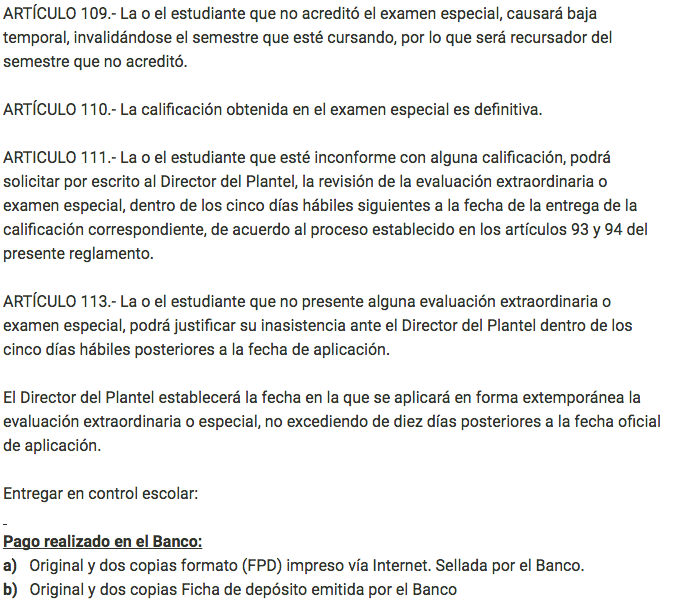 ARTÍCULO 109.- La o el estudiante que no acreditó el examen especial, causará baja
temporal, invalidándose el semestre que esté cursando, por lo que será recursador del
semestre que no acreditó.
ARTÍCULO 110.- La calificación obtenida en el examen especial es definitiva.
ARTICULO 111.- La o el estudiante que esté inconforme con alguna calificación, podrá
solicitar por escrito al Director del Plantel, la revisión de la evaluación extraordinaria o
examen especial, dentro de los cinco días hábiles siguientes a la fecha de la entrega de la
calificación correspondiente, de acuerdo al proceso establecido en los artículos 93 y 94 del
presente reglamento.
ARTÍCULO 113.- La o el estudiante que no presente alguna evaluación extraordinaria o
examen especial, podrá justificar su inasistencia ante el Director del Plantel dentro de los
cinco días hábiles posteriores a la fecha de aplicación.
El Director del Plantel establecerá la fecha en la que se aplicará en forma extemporánea la
evaluación extraordinaria o especial, no excediendo de diez días posteriores a la fecha oficial
de aplicación.
Entregar en control escolar:
Pago realizado en el Banco:
a) Original y dos copias formato (FPD) impreso vía Internet. Sellada por el Banco.
b) Original y dos copias Ficha de depósito emitida por el Banco